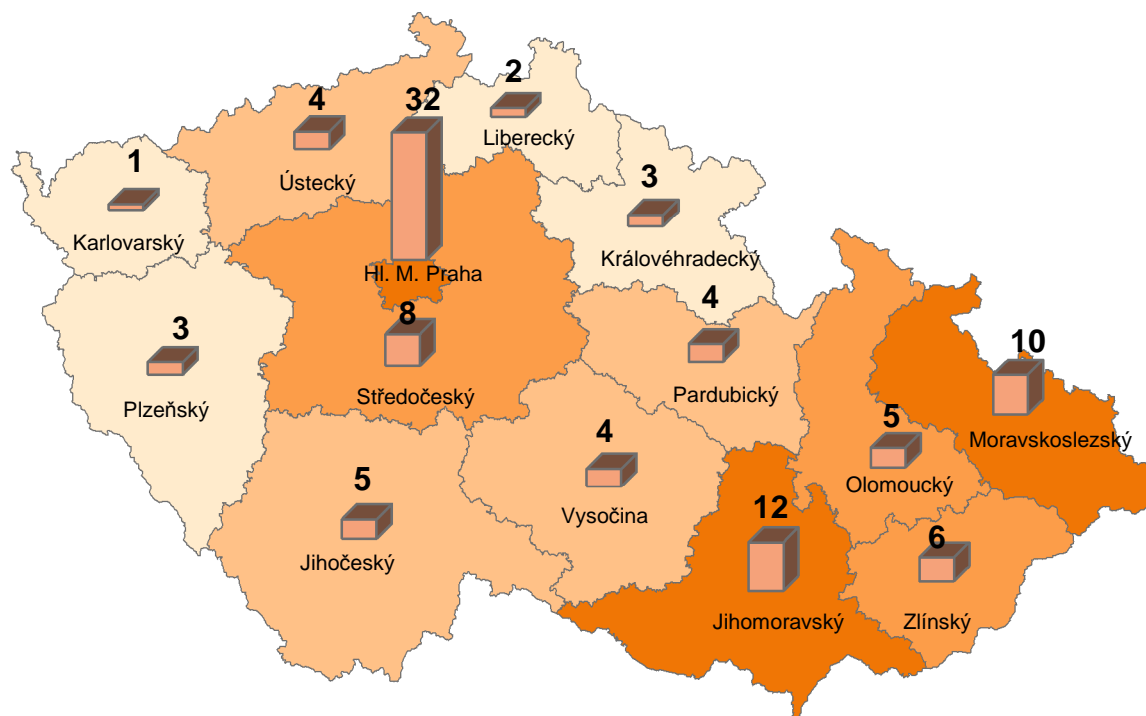 2
Liberecký
4
Ústecký
32
Hl. M. Praha
1
Karlovarský
3
Královéhradecký
4
Pardubický
3
Plzeňský
8
Středočeský
10
Moravskoslezský
5
Olomoucký
4
Vysočina
5
Jihočeský
12
Jihomoravský
6
Zlínský